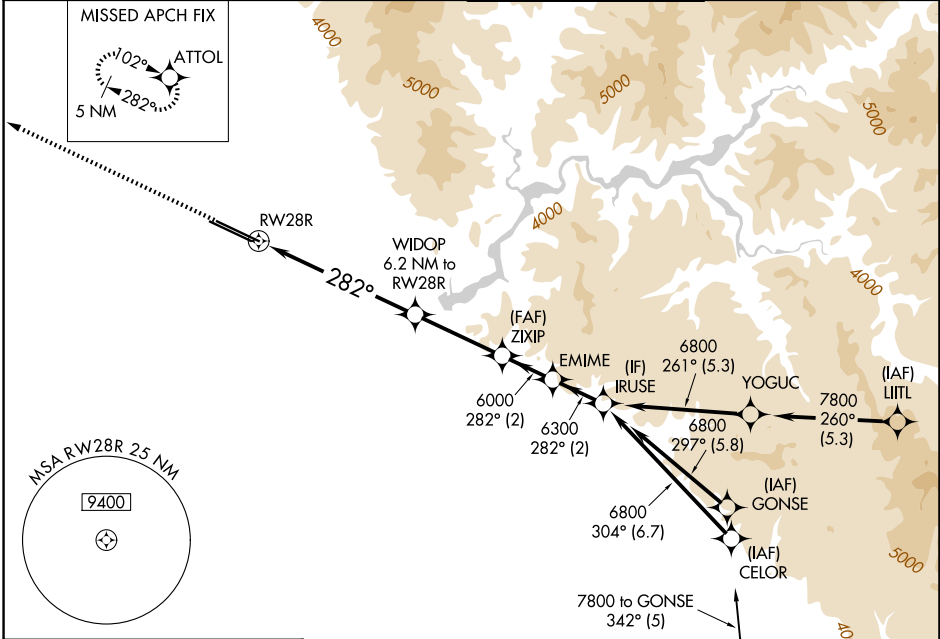 MISSED APCH FIX
ATTOL
102°
282°
5 NM
4000
5000
5000
5000
4000
4000
RW28R
WIDOP
6.2 NM to
RW28R
282°
(FAF)
ZIXIP
EMIME
(IF)
IRUSE
6800
261° (5.3)
YOGUC
(IAF)
LIITL
7800
260°
(5.3)
6000
282° (2)
6300
282° (2)
6800
297° (5.8)
6800
304° (6.7)
(IAF)
GONSE
(IAF)
CELOR
5000
7800 to GONSE
342° (5)
40
MSA RW28R 25 NM
9400